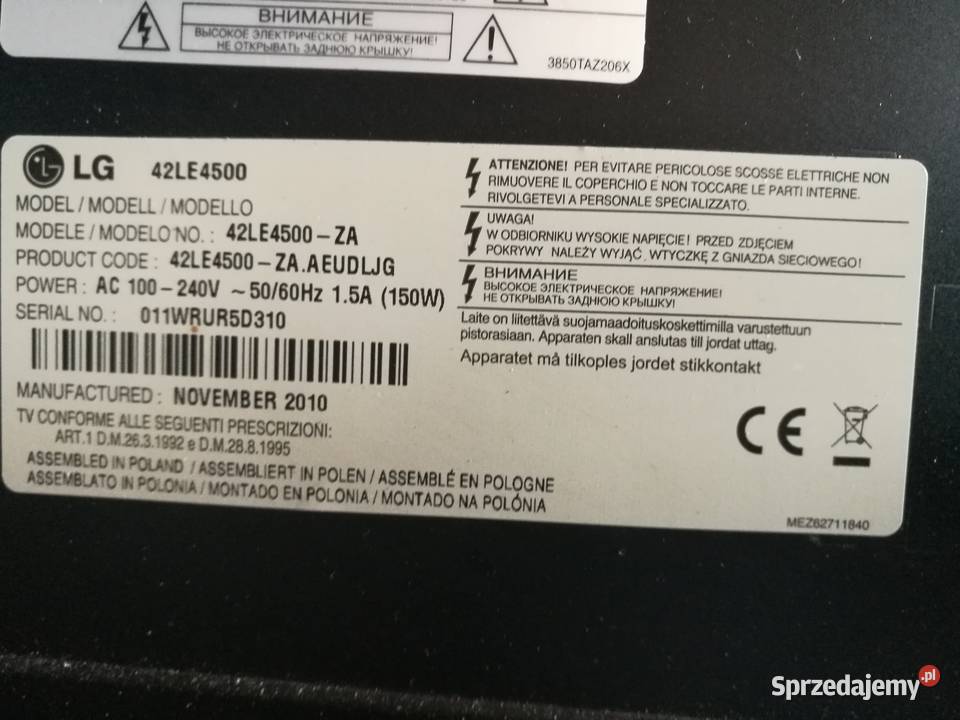 ВНИМАНИЕ
ВЫСОКОЕ ЭЛЕКТРИЧЕСКОЕ НАПРЯЖЕНИЕ!
НЕ ОТКРЫВАТЬ ЗАДНЮЮ КРЫШКУ!
3850TAZ206X
LG 42LE4500
MODEL / MODELL / MODELLO
MODELE / MODELO NO. : 42LE4500-ZA
PRODUCT CODE : 42LE4500-ZA.AEUDLJG
POWER : AC 100-240V ~50/60Hz 1.5A (150W)
SERIAL NO. : 011WRUR5D310
MANUFACTURED : NOVEMBER 2010
TV CONFORME ALLE SEGUENTI PRESCRIZIONI:
ART.1 D.M.26.3.1992 e D.M.28.8.1995
ASSEMBLED IN POLAND / ASSEMBLIERT IN POLEN / ASSEMBLÉ EN POLOGNE
ASSEMBLATO IN POLONIA / MONTADO EN POLONIA / MONTADO NA POLÓNIA
ATTENZIONE! PER EVITARE PERICOLOSE SCOSSE ELETTRICHE NON
RIMUOVERE IL COPERCHIO E NON TOCCARE LE PARTI INTERNE.
RIVOLGETEVI A PERSONALE SPECIALIZZATO.
UWAGA!
W ODBIORNIKU WYSOKIE NAPIĘCIE! PRZED ZDJĘCIEM
POKRYWY NALEŻY WYJĄĆ WTYCZKĘ Z GNIAZDA SIECIOWEGO!
ВНИМАНИЕ
ВЫСОКОЕ ЭЛЕКТРИЧЕСКОЕ НАПРЯЖЕНИЕ!
НЕ ОТКРЫВАТЬ ЗАДНЮЮ КРЫШКУ!
Laite on liitettävä suojamaadoituskoskettimilla varustettuun
pistorasiaan. Apparaten skall anslutas till jordat uttag.
Apparatet må tilkoples jordet stikkontakt
CE
MEZ62711840
Sprzedajemy.pl